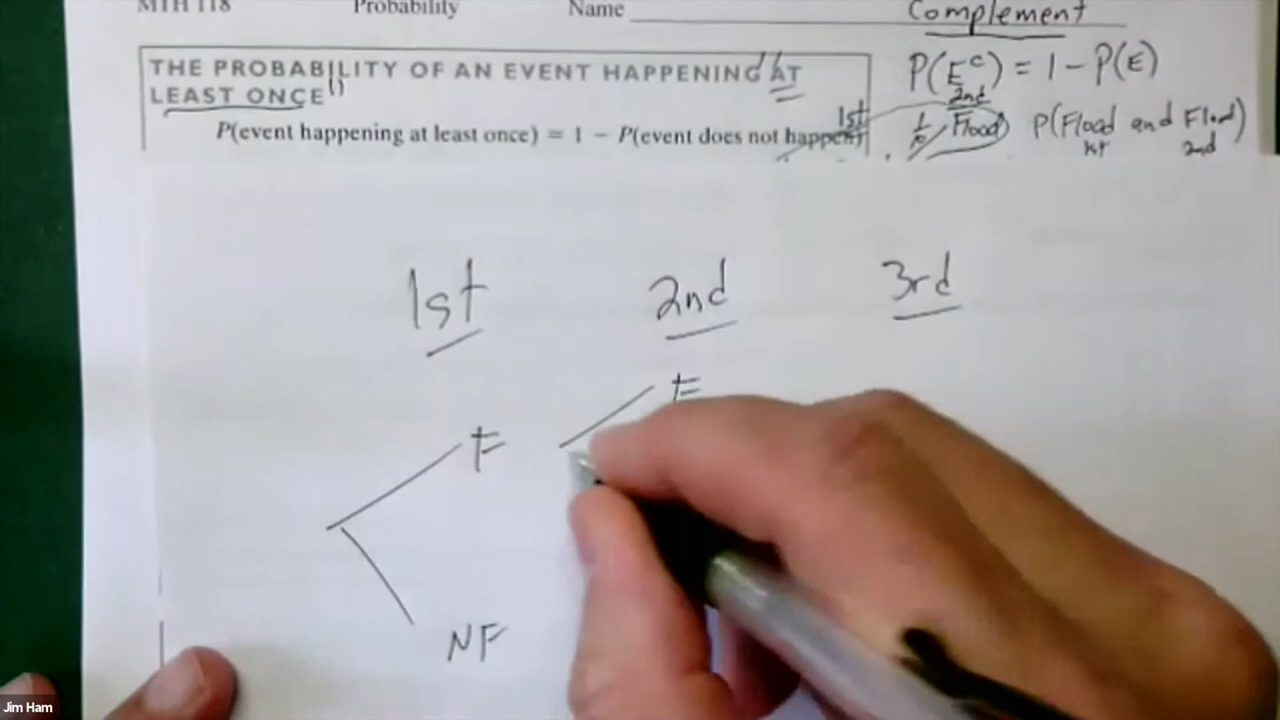 MTH 118 Probability Name
Complement
THE PROBABILITY OF AN EVENT HAPPENING AT
LEAST ONCE
P(event happening at least once) = 1 − P(event does not happen)
P(Eᶜ) = 1 − P(E)
1st 2nd
Flood P(Flood and Flood)
1st 2nd
1st 2nd 3rd
F
F
NF
Jim Ham